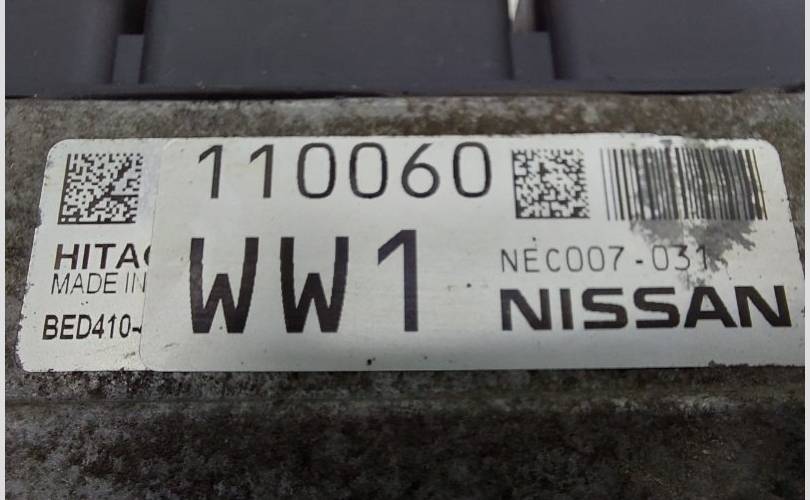 110060
HITAC
MADE IN
BED410-
WW1
NEC007-031
NISSAN